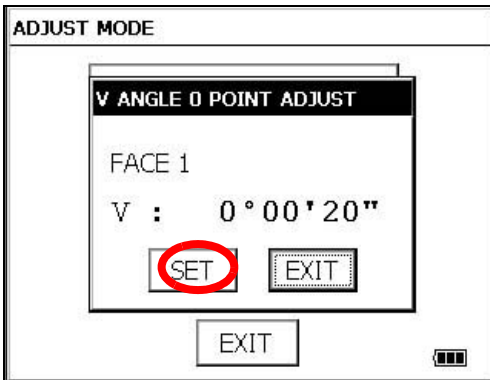 ADJUST MODE
V ANGLE 0 POINT ADJUST
FACE 1
V : 0°00'20"
SET EXIT
EXIT